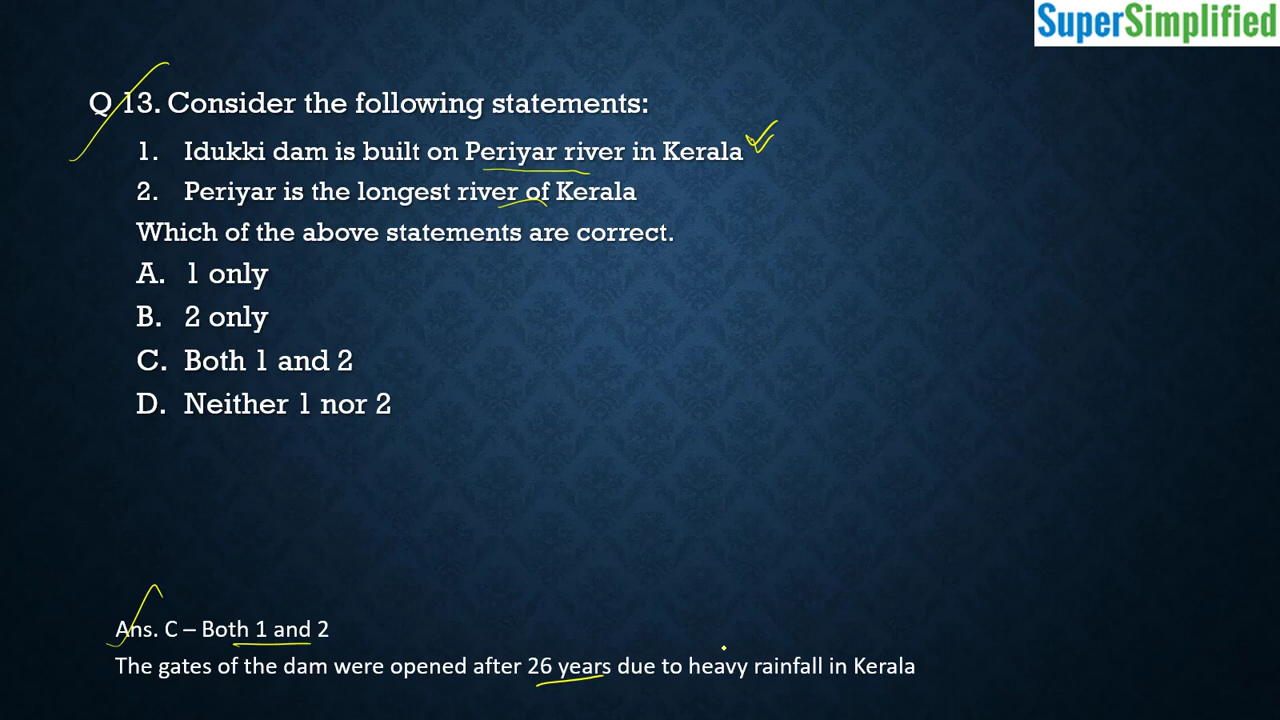 SuperSimplified
Q 13. Consider the following statements:
1. Idukki dam is built on Periyar river in Kerala
2. Periyar is the longest river of Kerala
Which of the above statements are correct.
A. 1 only
B. 2 only
C. Both 1 and 2
D. Neither 1 nor 2
Ans. C – Both 1 and 2
The gates of the dam were opened after 26 years due to heavy rainfall in Kerala